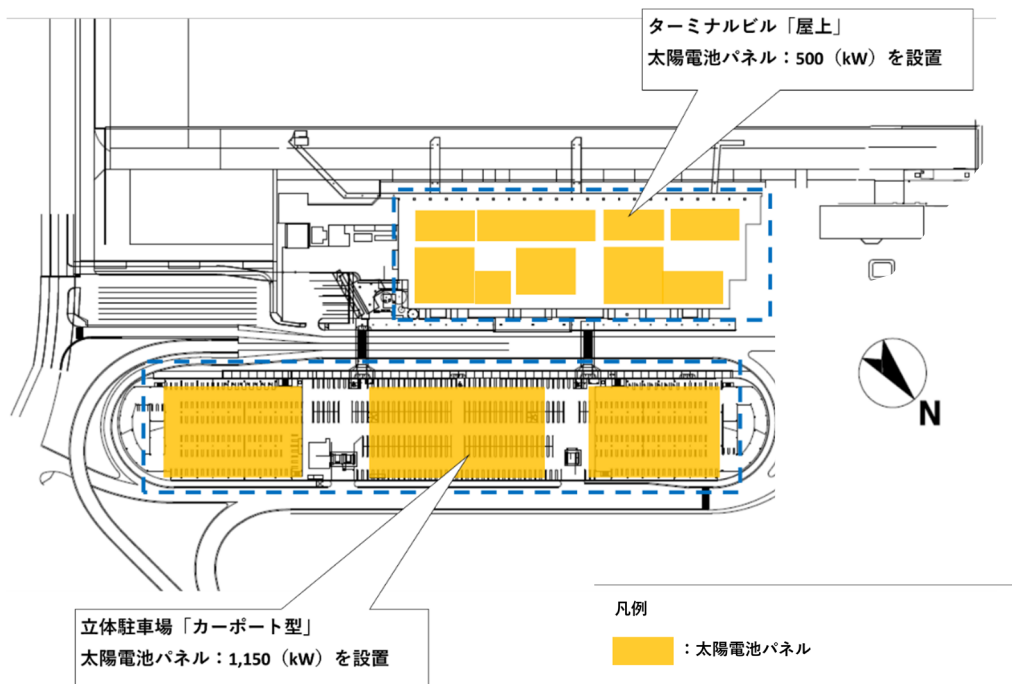 ターミナルビル「屋上」
太陽電池パネル：500（kW）を設置
N
立体駐車場「カーポート型」
太陽電池パネル：1,150（kW）を設置
凡例
：太陽電池パネル